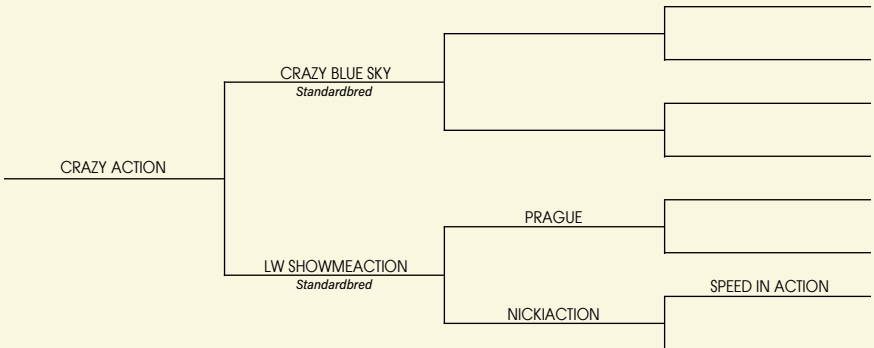 CRAZY BLUE SKY
Standardbred
CRAZY ACTION
PRAGUE
LW SHOWMEACTION
Standardbred
SPEED IN ACTION
NICKIACTION